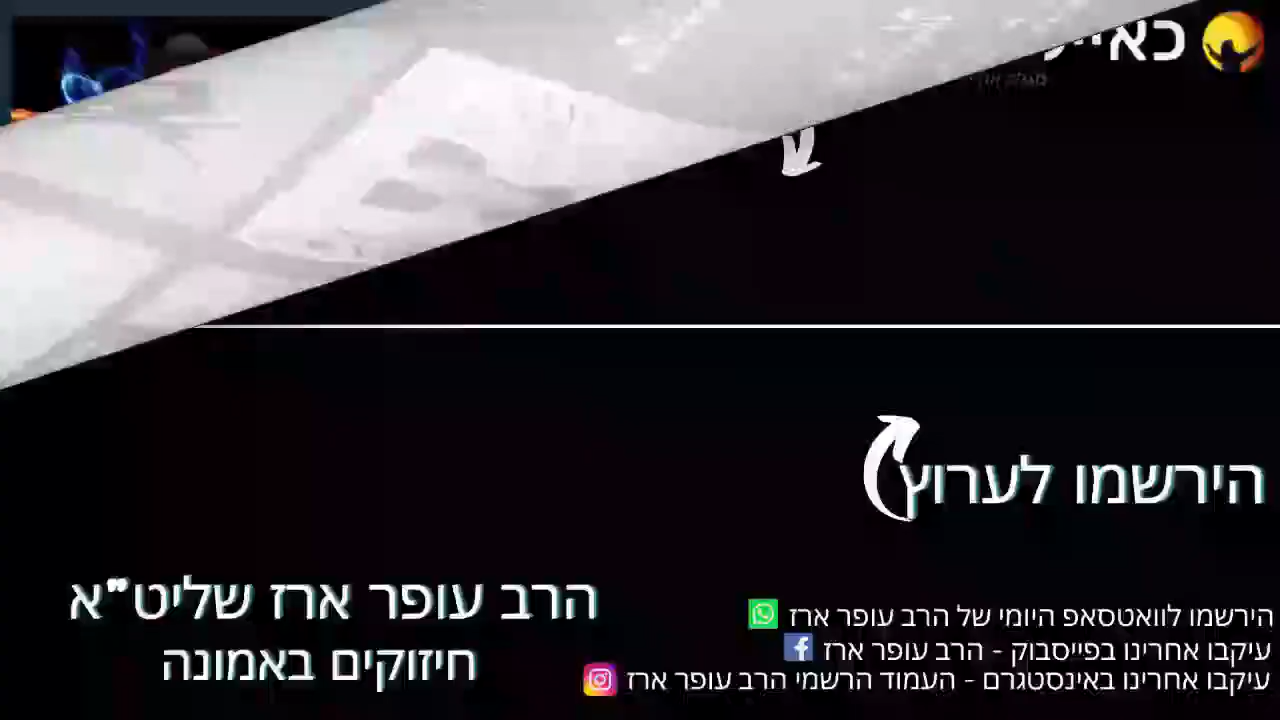 הירשמו לערוץ
הרב עופר ארז שליט"א
חיזוקים באמונה
הירשמו לוואטסאפ היומי של הרב עופר ארז
עיקבו אחרינו בפייסבוק - הרב עופר ארז
עיקבו אחרינו באינסטגרם - העמוד הרשמי הרב עופר ארז